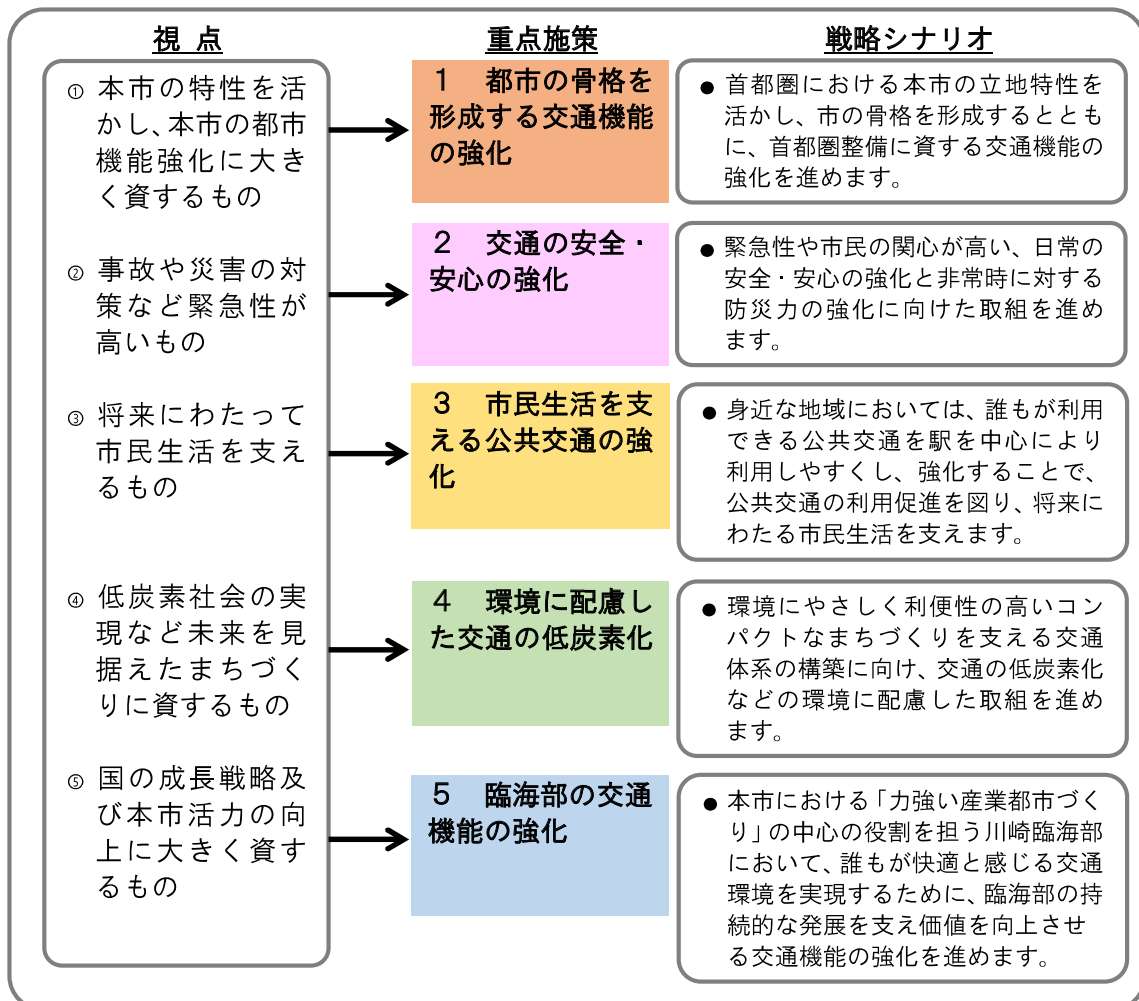 視 点
重点施策
戦略シナリオ
① 本市の特性を活
かし、本市の都市
機能強化に大き
く資するもの
1 都市の骨格を
形成する交通機能
の強化
● 首都圏における本市の立地特性を
活かし、市の骨格を形成するととも
に、首都圏整備に資する交通機能の
強化を進めます。
② 事故や災害の対
策など緊急性が
高いもの
2 交通の安全・
安心の強化
● 緊急性や市民の関心が高い、日常の
安全・安心の強化と非常時に対する
防災力の強化に向けた取組を進め
ます。
③ 将来にわたって
市民生活を支え
るもの
3 市民生活を支
える公共交通の強
化
● 身近な地域においては、誰もが利用
できる公共交通を駅を中心により
利用しやすくし、強化することで、
公共交通の利用促進を図り、将来に
わたる市民生活を支えます。
④ 低炭素社会の実
現など未来を見
据えたまちづく
りに資するもの
4 環境に配慮し
た交通の低炭素化
● 環境にやさしく利便性の高いコン
パクトなまちづくりを支える交通
体系の構築に向け、交通の低炭素化
などの環境に配慮した取組を進め
ます。
⑤ 国の成長戦略及
び本市活力の向
上に大きく資す
るもの
5 臨海部の交通
機能の強化
● 本市における「力強い産業都市づく
り」の中心の役割を担う川崎臨海部
において、誰もが快適と感じる交通
環境を実現するために、臨海部の持
続的な発展を支え価値を向上させ
る交通機能の強化を進めます。